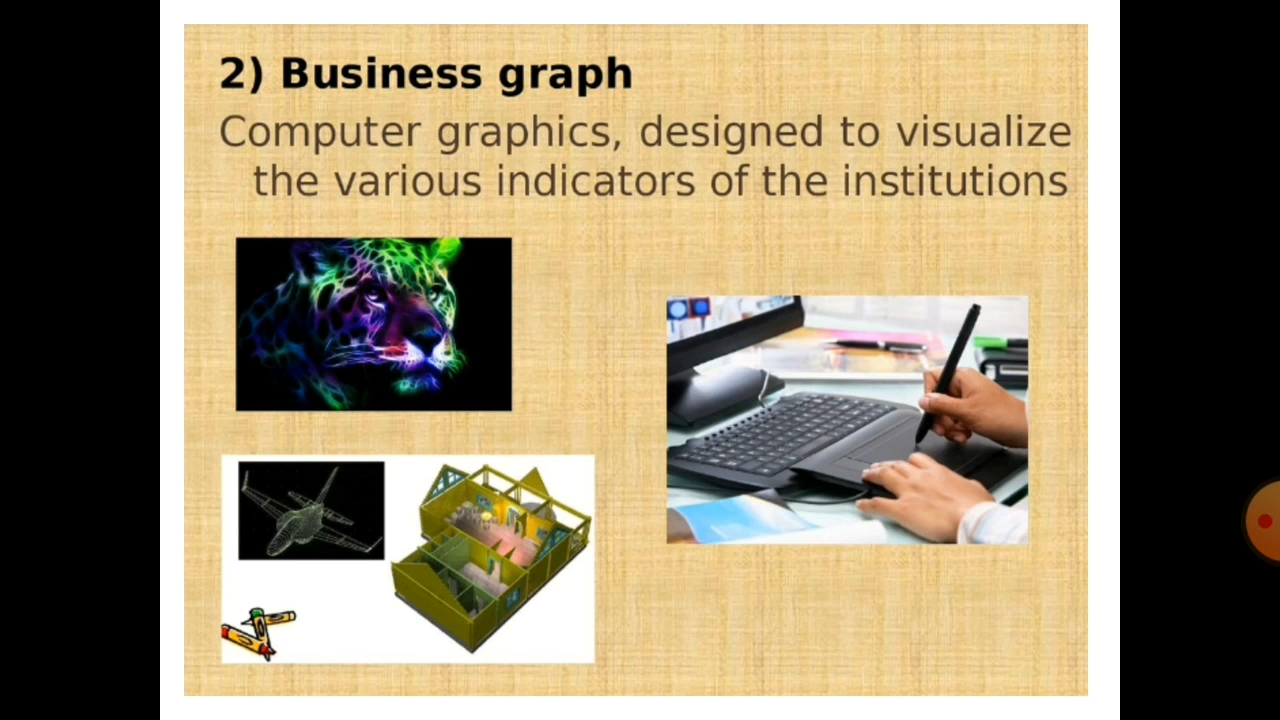 2) Business graph
Computer graphics, designed to visualize
the various indicators of the institutions